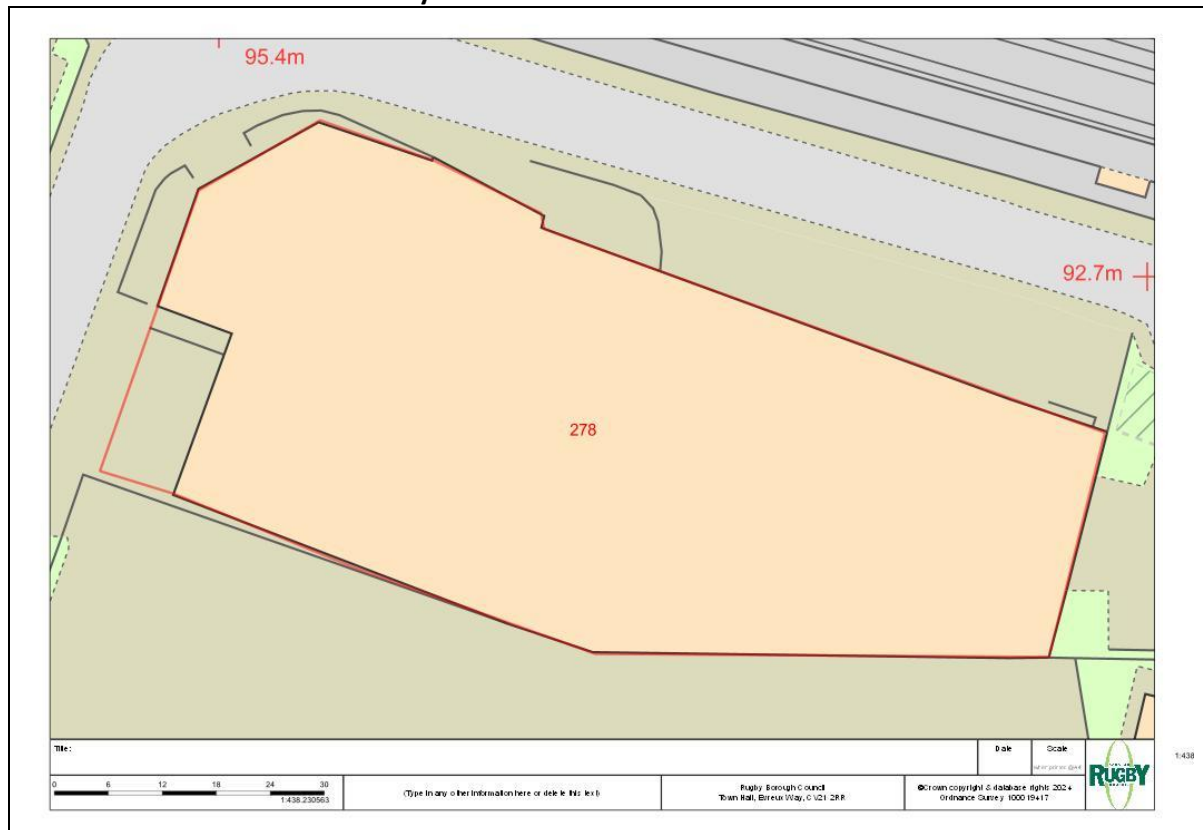 95.4m
92.7m
278
Title:
Date
Scale
0 6 12 18 24 30
1:438.230563
(Type in any other information here or delete this text)
Rugby Borough Council
Town Hall, Evreux Way, CV21 2RR
©Crown copyright & database rights 2024
Ordnance Survey 100019417
RUGBY
1:438